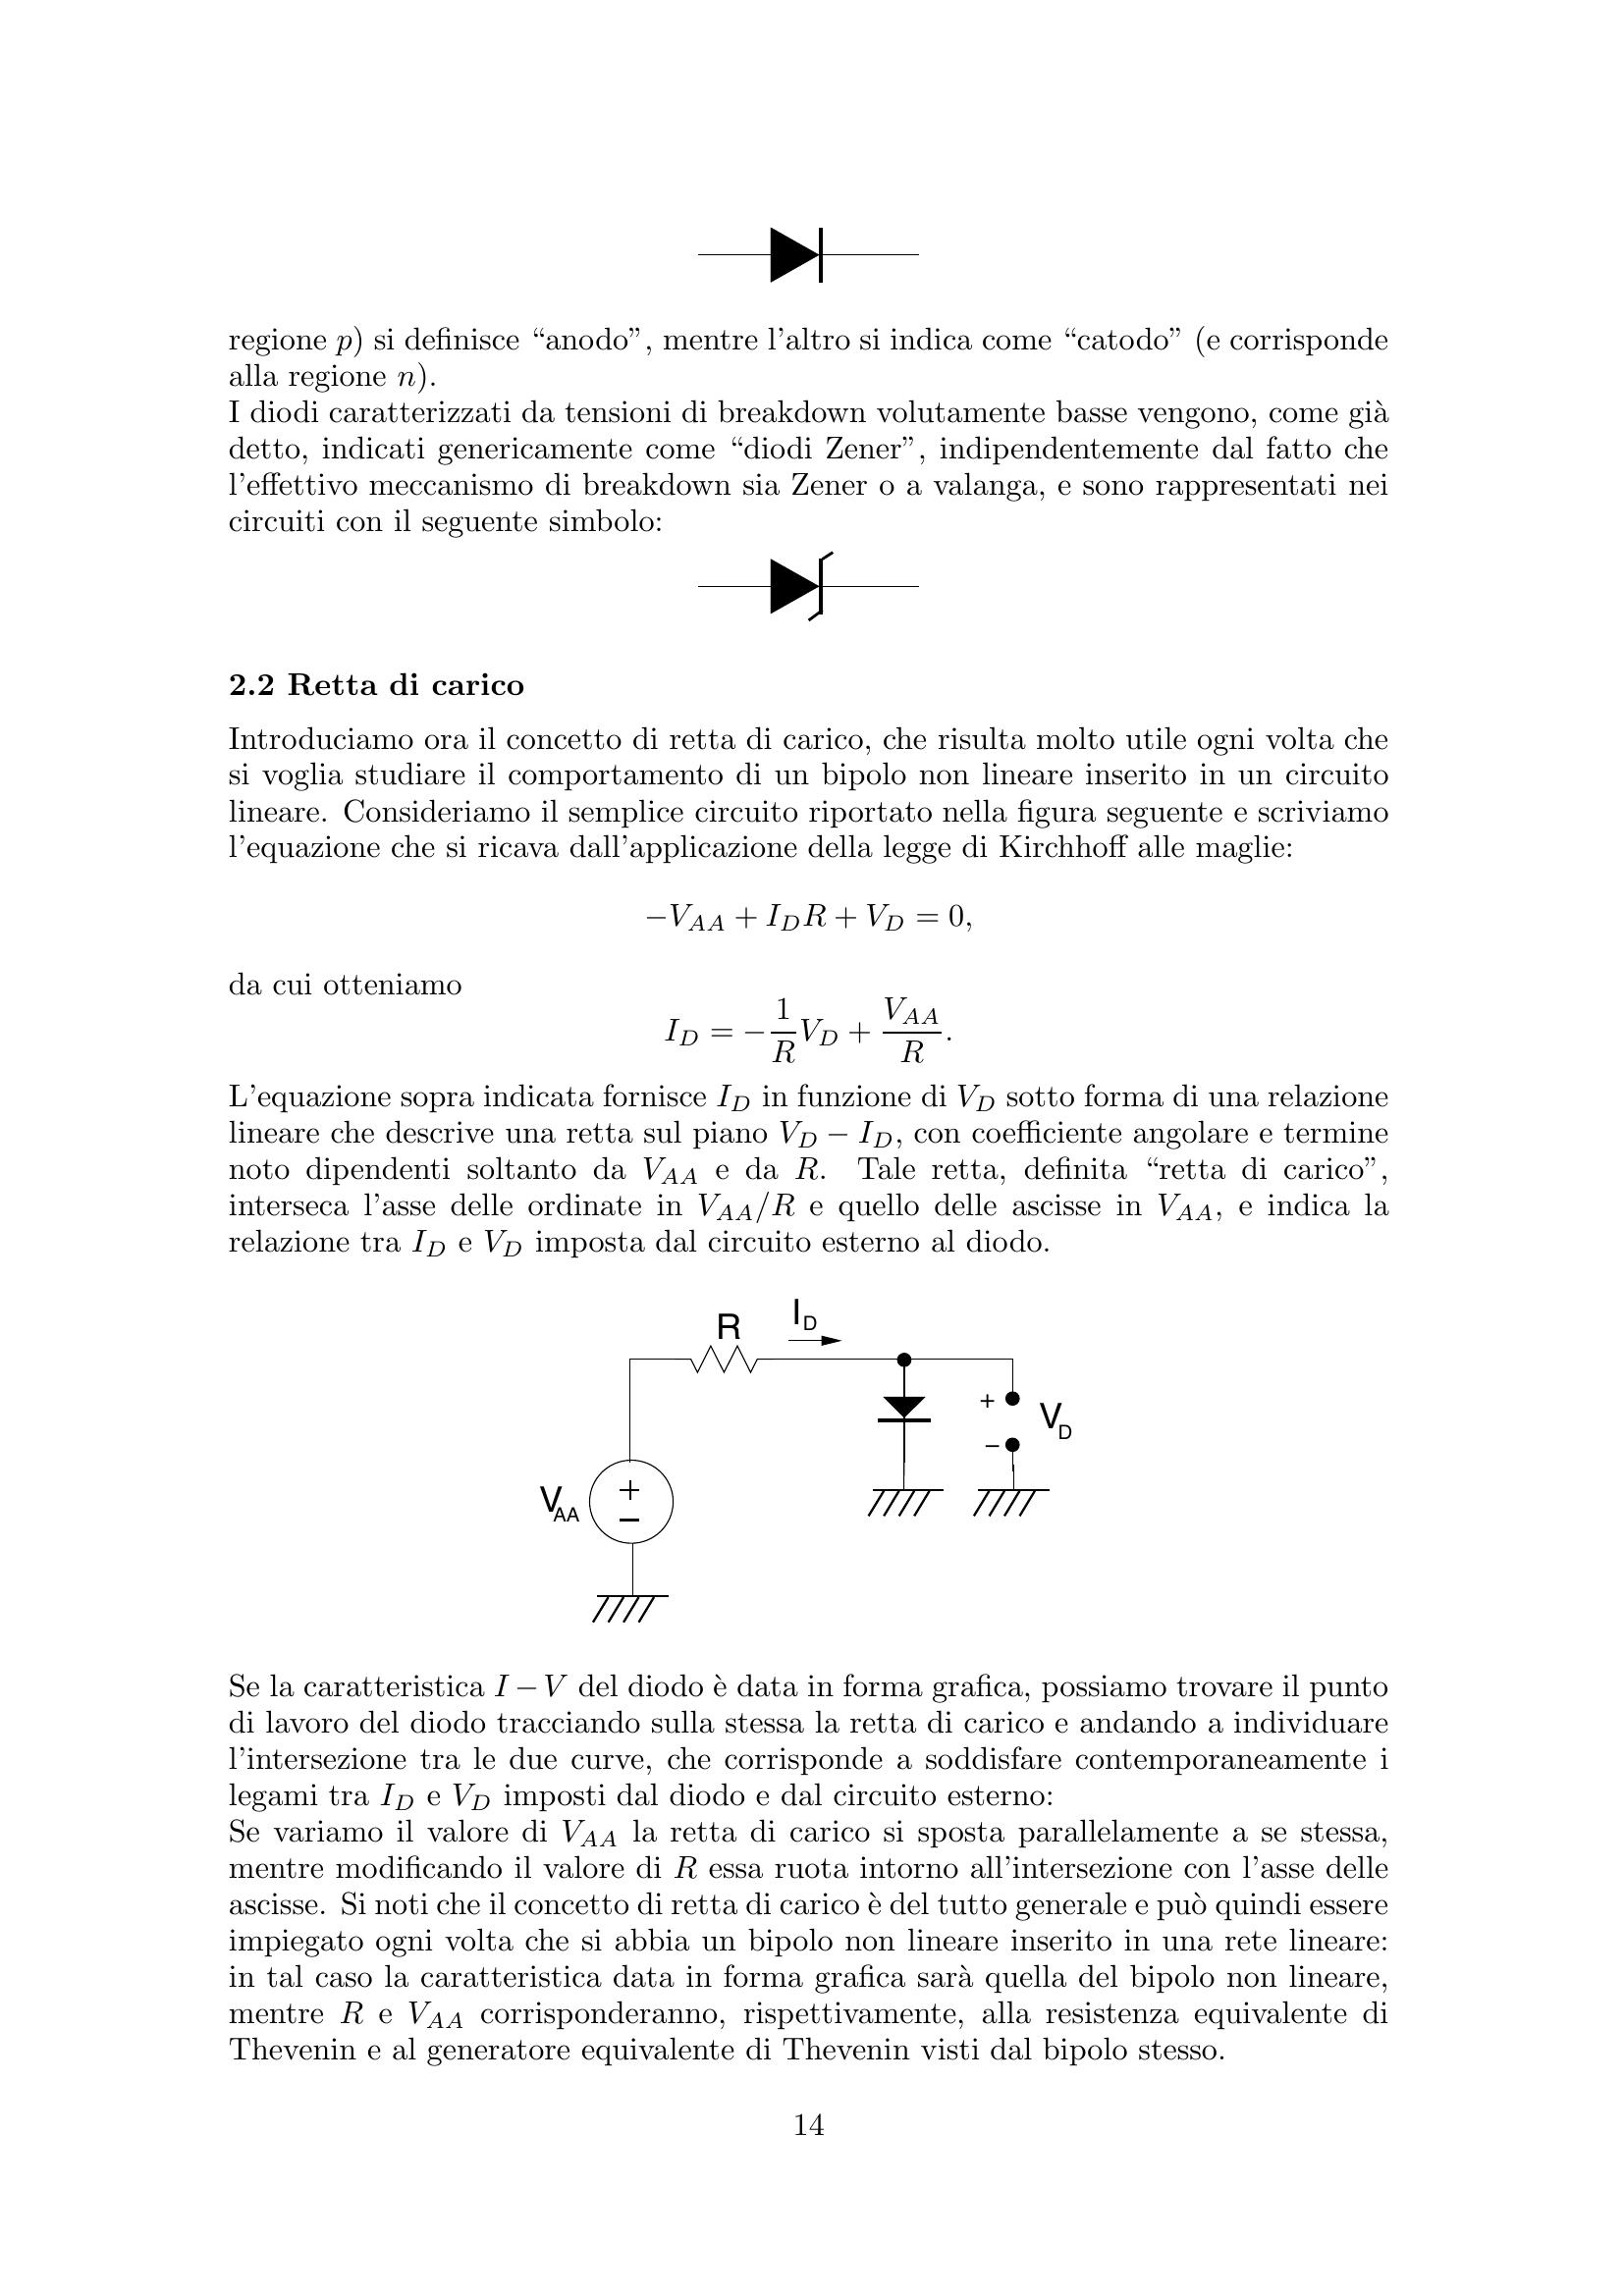 regione p) si definisce “anodo”, mentre l’altro si indica come “catodo” (e corrisponde
alla regione n).
I diodi caratterizzati da tensioni di breakdown volutamente basse vengono, come già
detto, indicati genericamente come “diodi Zener”, indipendentemente dal fatto che
l’effettivo meccanismo di breakdown sia Zener o a valanga, e sono rappresentati nei
circuiti con il seguente simbolo:
2.2 Retta di carico
Introduciamo ora il concetto di retta di carico, che risulta molto utile ogni volta che
si voglia studiare il comportamento di un bipolo non lineare inserito in un circuito
lineare. Consideriamo il semplice circuito riportato nella figura seguente e scriviamo
l’equazione che si ricava dall’applicazione della legge di Kirchhoff alle maglie:
$-V_{AA} + I_D R + V_D = 0,$
da cui otteniamo
$I_D = -\frac{1}{R} V_D + \frac{V_{AA}}{R}.$
L’equazione sopra indicata fornisce $I_D$ in funzione di $V_D$ sotto forma di una relazione
lineare che descrive una retta sul piano $V_D - I_D$, con coefficiente angolare e termine
noto dipendenti soltanto da $V_{AA}$ e da $R$. Tale retta, definita “retta di carico”,
interseca l’asse delle ordinate in $V_{AA}/R$ e quello delle ascisse in $V_{AA}$, e indica la
relazione tra $I_D$ e $V_D$ imposta dal circuito esterno al diodo.
R
$I_D$
+
−
$V_D$
$V_{AA}$
+
−
Se la caratteristica $I - V$ del diodo è data in forma grafica, possiamo trovare il punto
di lavoro del diodo tracciando sulla stessa la retta di carico e andando a individuare
l’intersezione tra le due curve, che corrisponde a soddisfare contemporaneamente i
legami tra $I_D$ e $V_D$ imposti dal diodo e dal circuito esterno:
Se variamo il valore di $V_{AA}$ la retta di carico si sposta parallelamente a se stessa,
mentre modificando il valore di $R$ essa ruota intorno all’intersezione con l’asse delle
ascisse. Si noti che il concetto di retta di carico è del tutto generale e può quindi essere
impiegato ogni volta che si abbia un bipolo non lineare inserito in una rete lineare:
in tal caso la caratteristica data in forma grafica sarà quella del bipolo non lineare,
mentre $R$ e $V_{AA}$ corrisponderanno, rispettivamente, alla resistenza equivalente di
Thevenin e al generatore equivalente di Thevenin visti dal bipolo stesso.
14